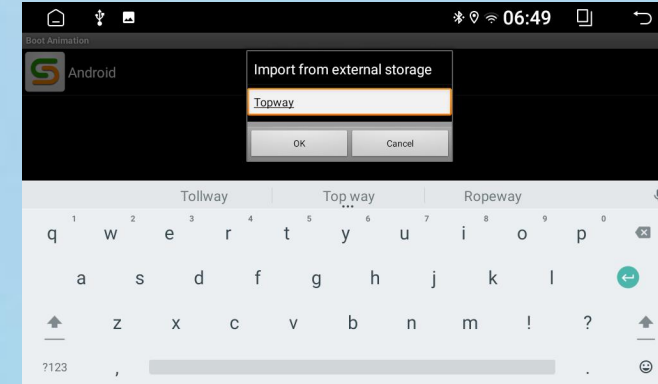 06:49
Boot Animation
S
Android
Import from external storage
Topway
OK
Cancel
Tollway
Top way
Ropeway
1 2 3 4 5 6 7 8 9 0
q w e r t y u i o p
a s d f g h j k l
z x c v b n m ! ?
?123 , .